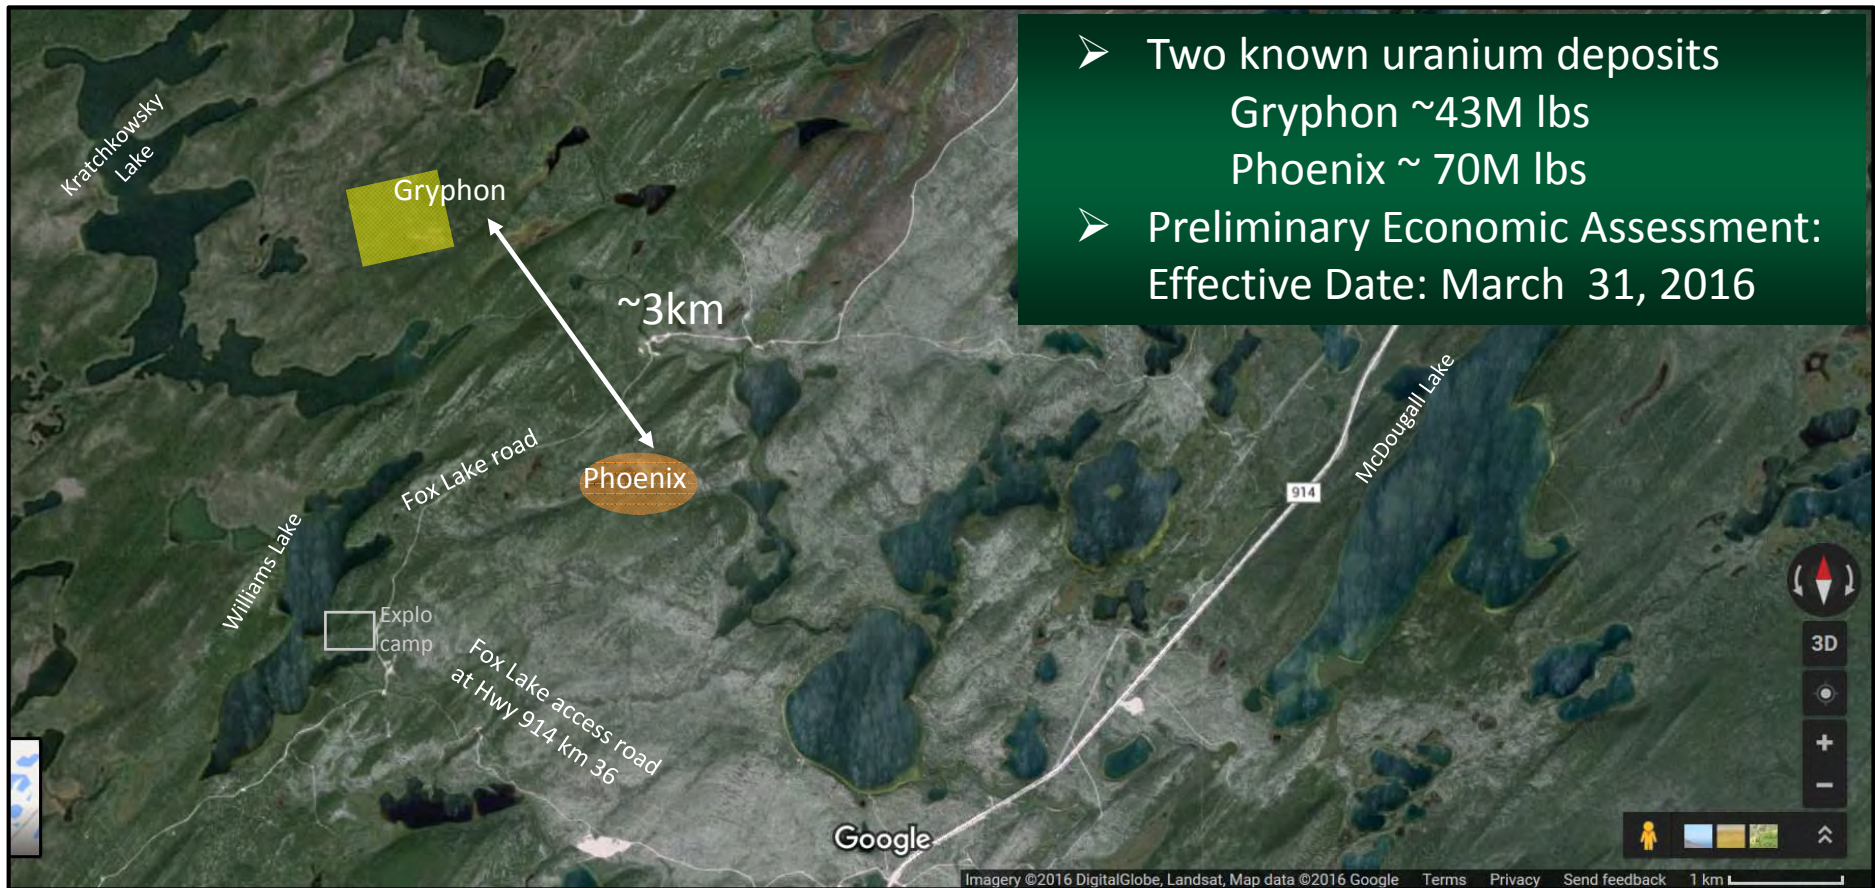 ➢ Two known uranium deposits
Gryphon ~43M lbs
Phoenix ~ 70M lbs
➢ Preliminary Economic Assessment:
Effective Date: March 31, 2016
Kratchkowsky
Lake
Gryphon
~3km
McDougall Lake
Fox Lake road
Phoenix
914
Williams Lake
Explo
camp
Fox Lake access road
at Hwy 914 km 36
3D
+
−
Google
Imagery ©2016 DigitalGlobe, Landsat, Map data ©2016 Google Terms Privacy Send feedback 1 km